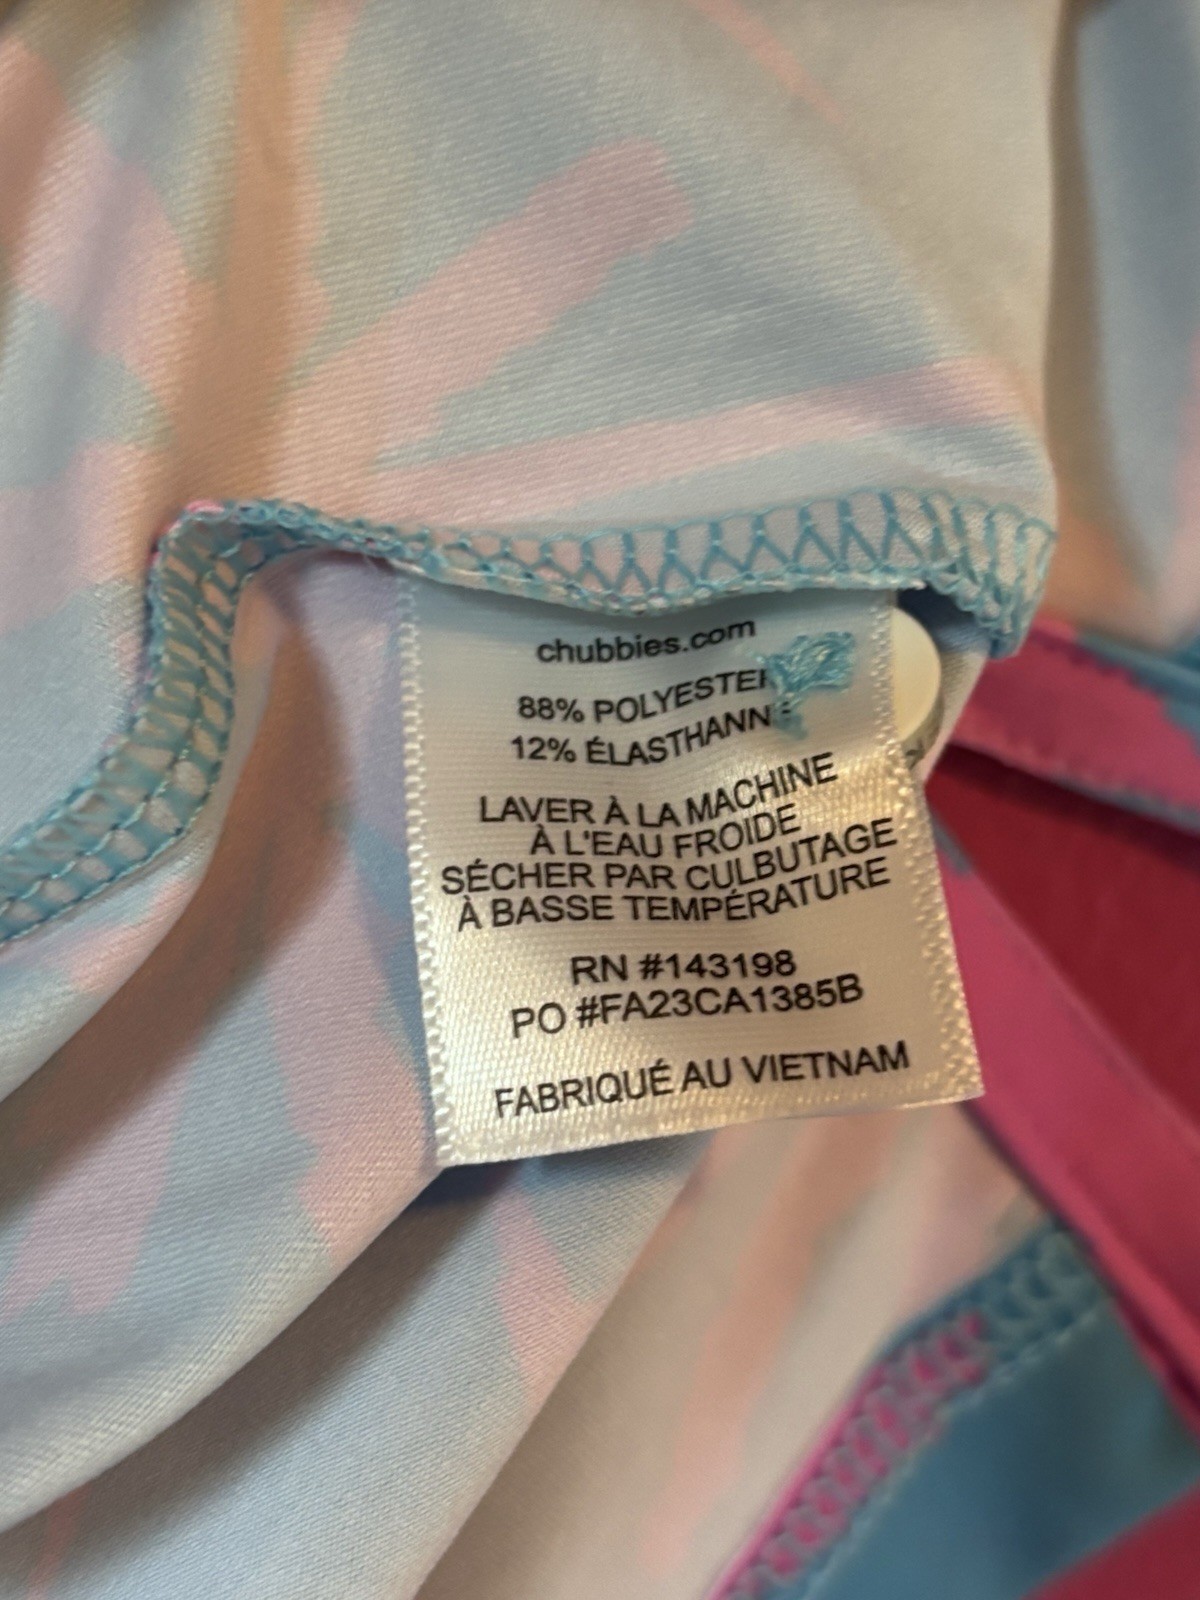 chubbies.com
88% POLYESTER
12% ÉLASTHANNE
LAVER À LA MACHINE
À L'EAU FROIDE
SÉCHER PAR CULBUTAGE
À BASSE TEMPÉRATURE
RN #143198
PO #FA23CA1385B
FABRIQUÉ AU VIETNAM